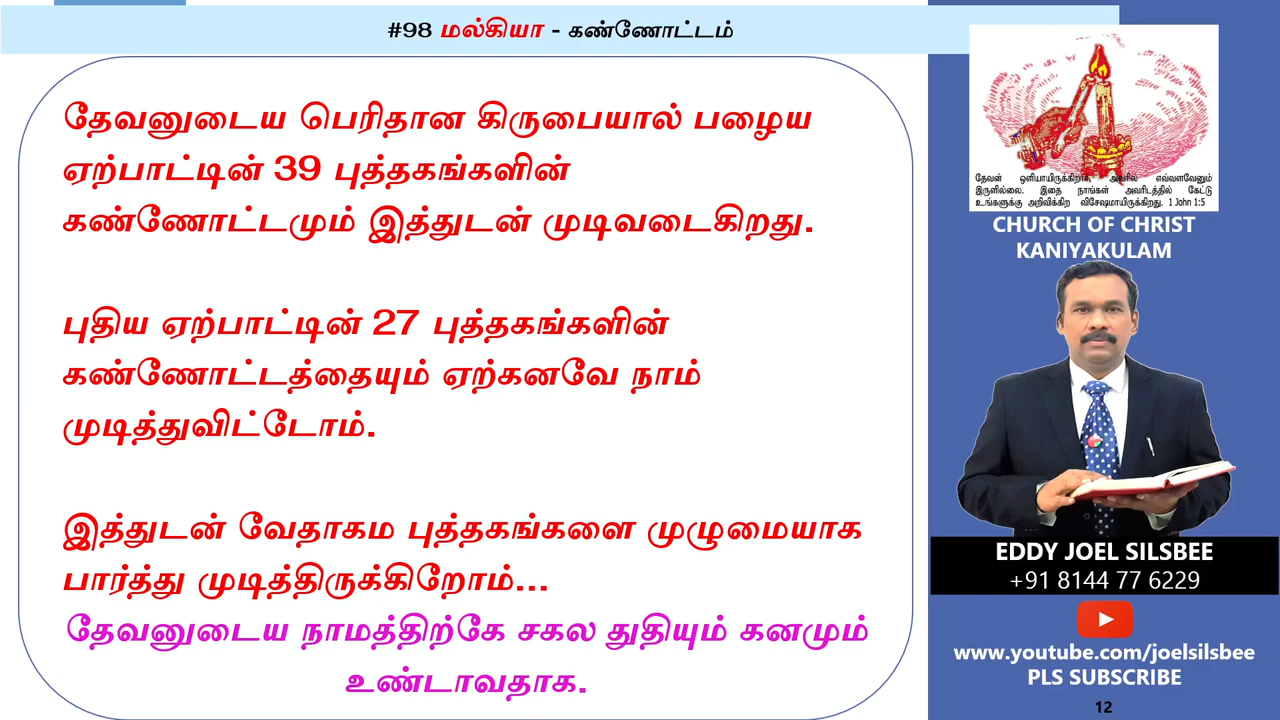 #98 மல்கியா - கண்ணோட்டம்
தேவனுடைய பெரிதான கிருபையால் பழைய
ஏற்பாட்டின் 39 புத்தகங்களின்
கண்ணோட்டமும் இத்துடன் முடிவடைகிறது.
புதிய ஏற்பாட்டின் 27 புத்தகங்களின்
கண்ணோட்டத்தையும் ஏற்கனவே நாம்
முடித்துவிட்டோம்.
இத்துடன் வேதாகம புத்தகங்களை முழுமையாக
பார்த்து முடித்திருக்கிறோம்...
தேவனுடைய நாமத்திற்கே சகல துதியும் கனமும்
உண்டாவதாக.
தேவன் ஒளியாயிருக்கிறார், அவரில் எவ்வளவேனும்
இருளில்லை. இதை நாங்கள் அவரிடத்தில் கேட்டு
உங்களுக்கு அறிவிக்கிற விசேஷமாயிருக்கிறது. 1 John 1:5
CHURCH OF CHRIST
KANIYAKULAM
EDDY JOEL SILSBEE
+91 8144 77 6229
www.youtube.com/joelsilsbee
PLS SUBSCRIBE
12